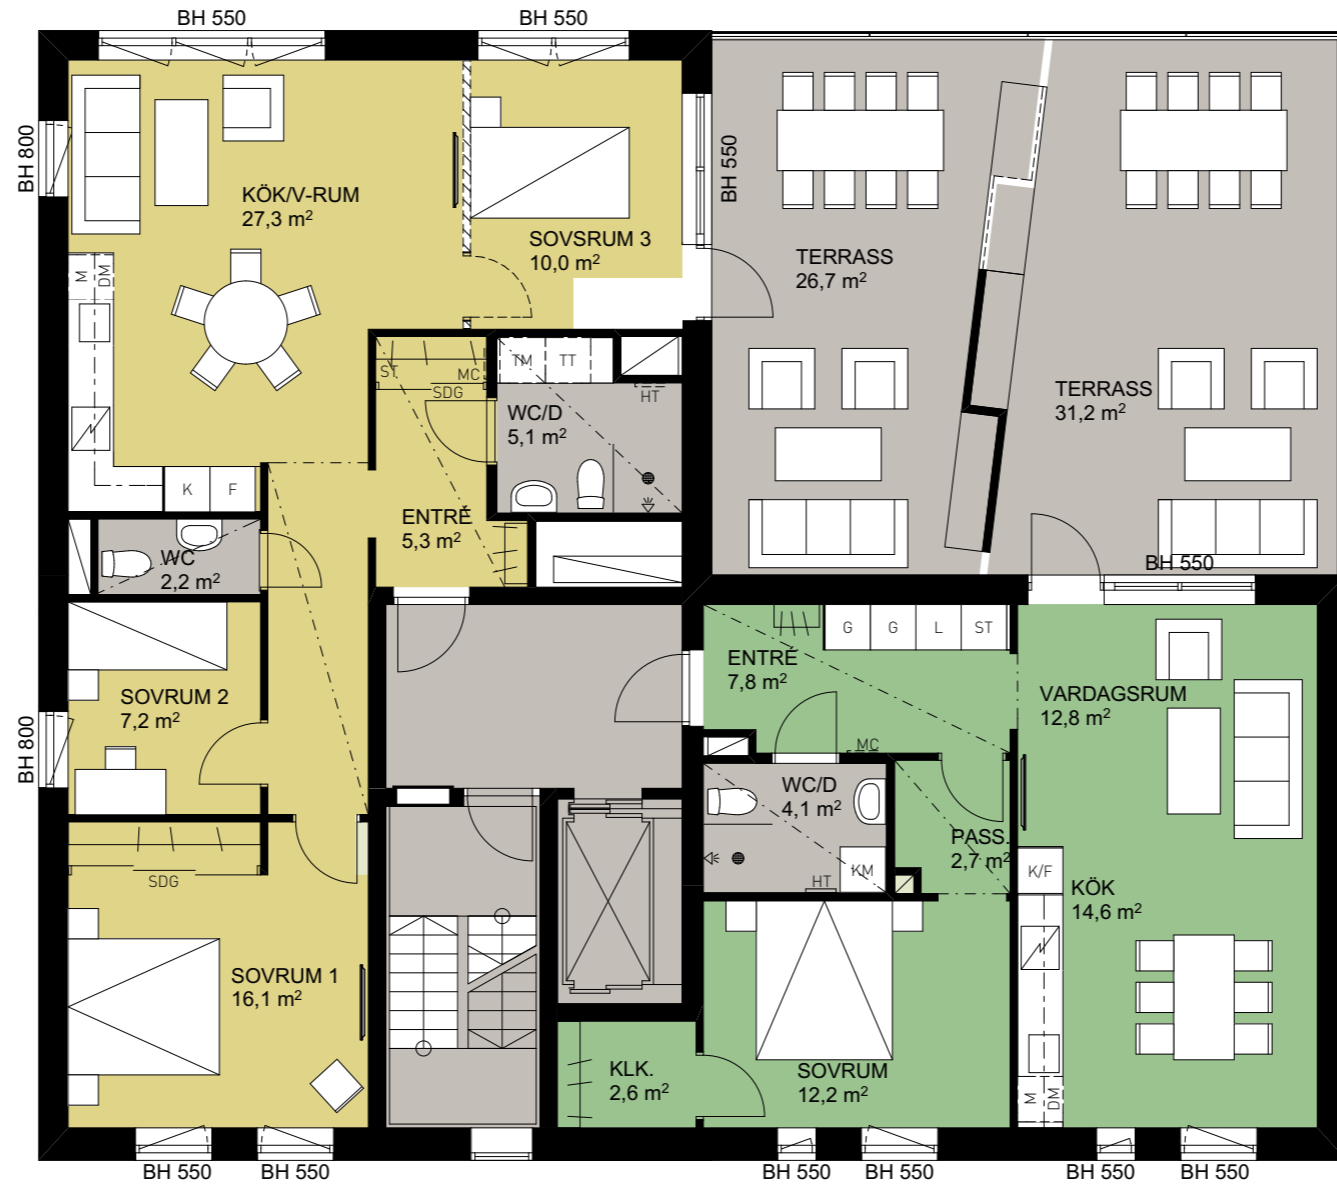 BH 550
BH 550
BH 800
BH 550
KÖK/V-RUM
27,3 m²
SOVSRUM 3
10,0 m²
TERRASS
26,7 m²
M
DM
TM
TT
ST
MC
SDG
HT
WC/D
5,1 m²
TERRASS
31,2 m²
K
F
ENTRÉ
5,3 m²
WC
2,2 m²
BH 550
G
G
L
ST
ENTRÉ
7,8 m²
SOVRUM 2
7,2 m²
VARDAGSRUM
12,8 m²
BH 800
MC
WC/D
4,1 m²
PASS.
2,7 m²
KM
HT
K/F
SDG
KÖK
14,6 m²
SOVRUM 1
16,1 m²
KLK.
2,6 m²
SOVRUM
12,2 m²
M
DM
BH 550
BH 550
BH 550
BH 550
BH 550
BH 550